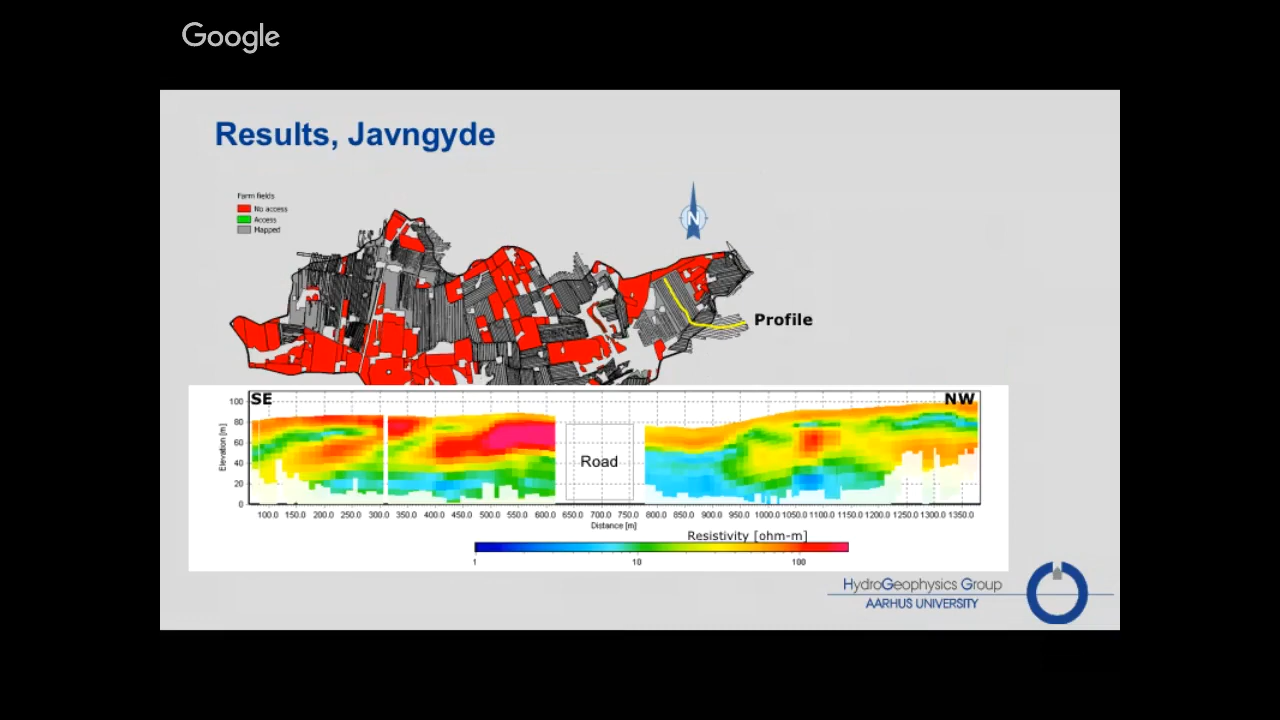 Google
Results, Javngyde
Farm fields
No access
Access
Mapped
N
Profile
SE
NW
Elevation [m]
100
80
60
40
20
0
Road
100.0 150.0 200.0 250.0 300.0 350.0 400.0 450.0 500.0 550.0 600.0 650.0 700.0 750.0 800.0 850.0 900.0 950.0 1000.0 1050.0 1100.0 1150.0 1200.0 1250.0 1300.0 1350.0
Distance [m]
Resistivity [ohm-m]
1 10 100
HydroGeophysics Group
AARHUS UNIVERSITY